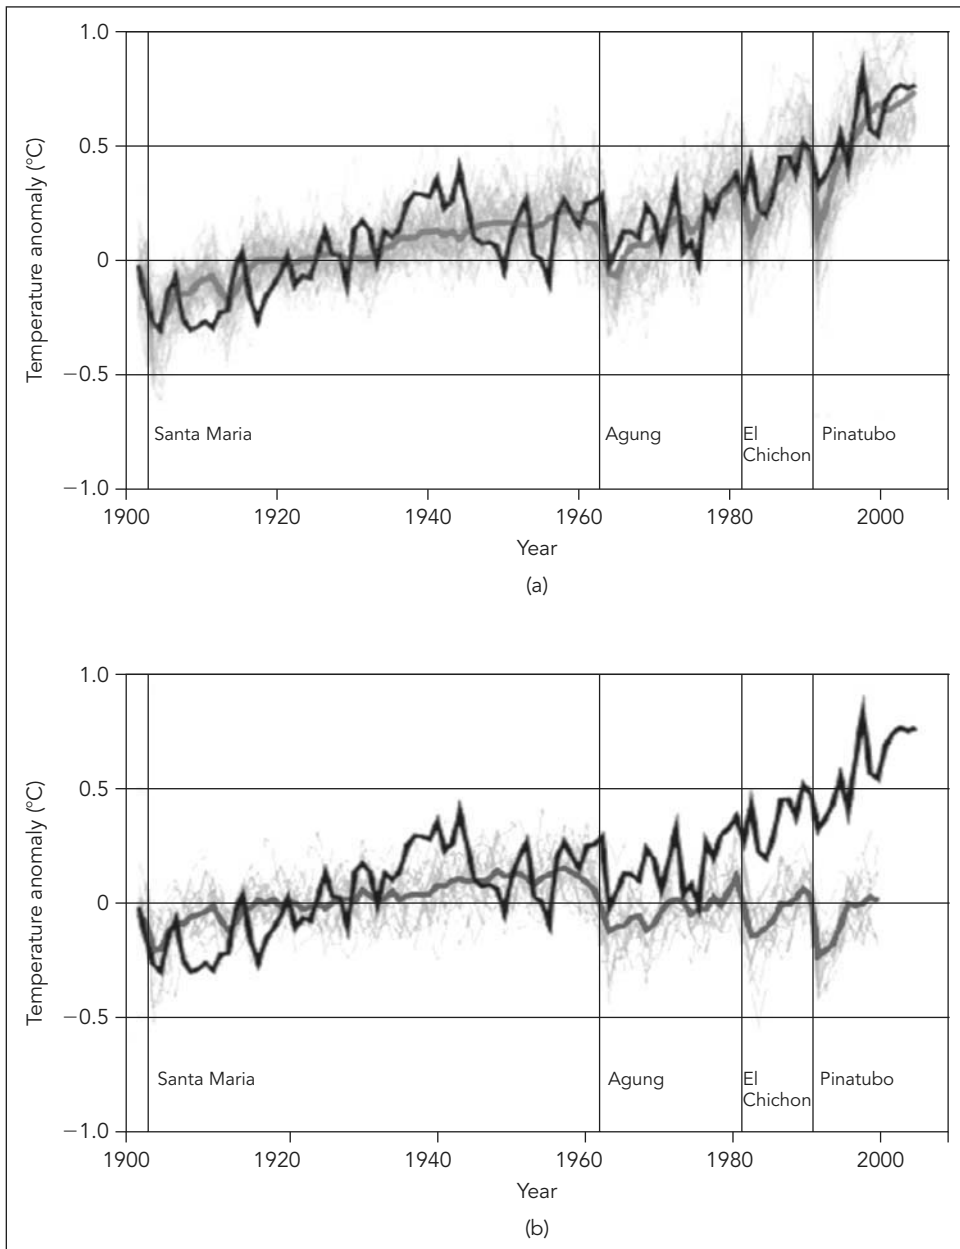 1.0
0.5
0
−0.5
−1.0
Temperature anomaly (°C)
Santa Maria
Agung
El
Chichon
Pinatubo
1900 1920 1940 1960 1980 2000
Year
(a)
1.0
0.5
0
−0.5
−1.0
Temperature anomaly (°C)
Santa Maria
Agung
El
Chichon
Pinatubo
1900 1920 1940 1960 1980 2000
Year
(b)